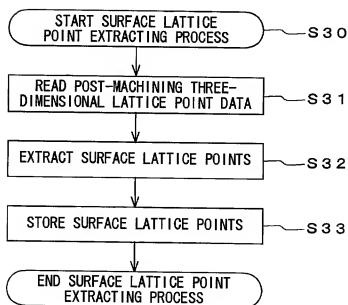 START SURFACE LATTICE
POINT EXTRACTING PROCESS
S30
READ POST-MACHINING THREE-
DIMENSIONAL LATTICE POINT DATA
S31
EXTRACT SURFACE LATTICE POINTS
S32
STORE SURFACE LATTICE POINTS
S33
END SURFACE LATTICE POINT
EXTRACTING PROCESS